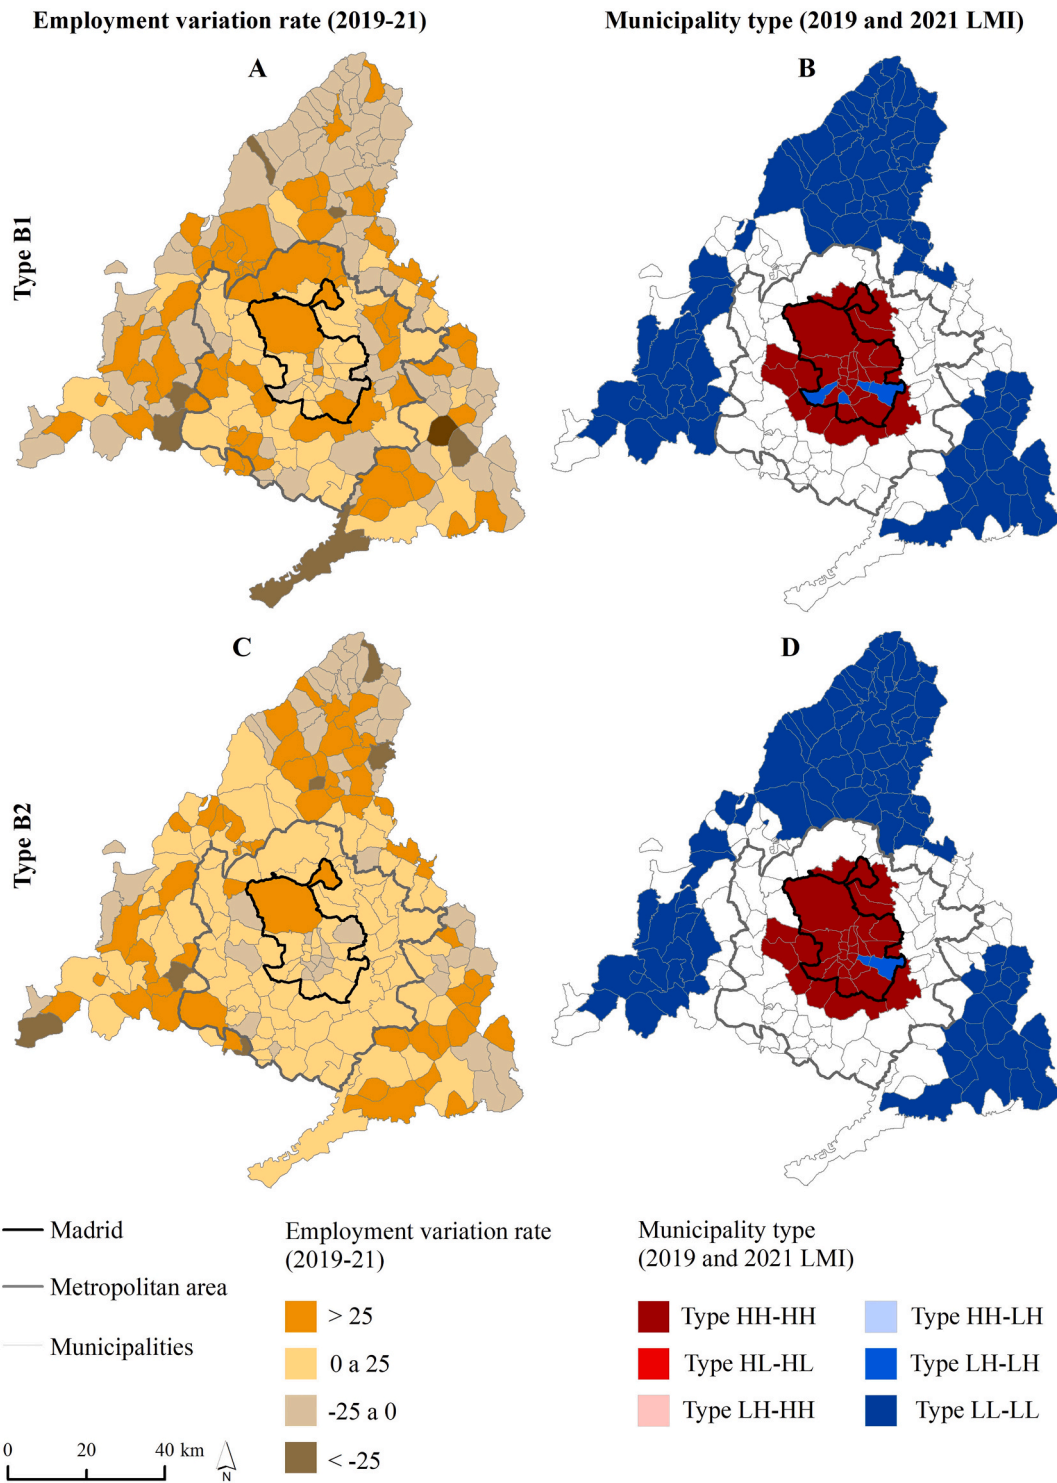 Employment variation rate (2019-21)
Municipality type (2019 and 2021 LMI)
A
B
Type B1
C
D
Type B2
Madrid
Metropolitan area
Municipalities
0 20 40 km
N
Employment variation rate
(2019-21)
> 25
0 a 25
-25 a 0
< -25
Municipality type
(2019 and 2021 LMI)
Type HH-HH
Type HL-HL
Type LH-HH
Type HH-LH
Type LH-LH
Type LL-LL